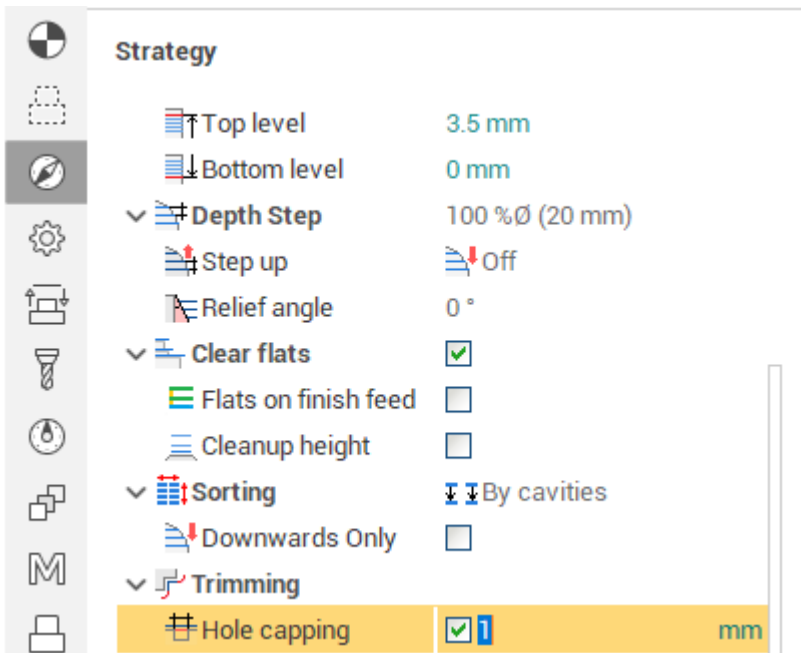 Strategy
Top level 3.5 mm
Bottom level 0 mm
Depth Step 100 %Ø (20 mm)
Step up Off
Relief angle 0 °
Clear flats
Flats on finish feed
Cleanup height
Sorting By cavities
Downwards Only
Trimming
Hole capping 1 mm